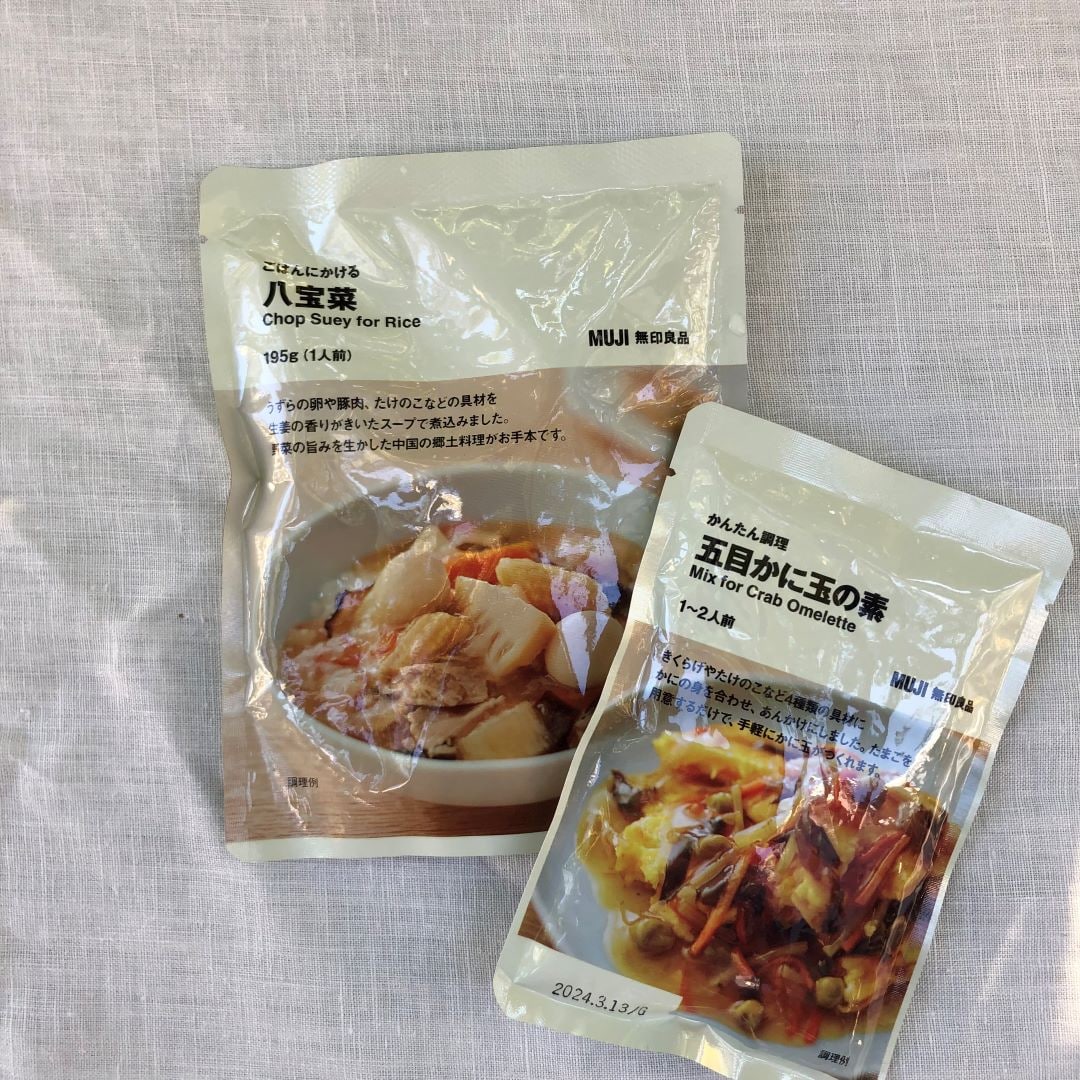 ごはんにかける
八宝菜
Chop Suey for Rice
195g（1人前）
MUJI 無印良品
うずらの卵や豚肉、たけのこなどの具材を
生姜の香りがきいたスープで煮込みました。
野菜の旨みを生かした中国の郷土料理がお手本です。
調理例
かんたん調理
五目かに玉の素
Mix for Crab Omelette
1〜2人前
MUJI 無印良品
きくらげやたけのこなど4種類の具材に
かにの身を合わせ、あんかけにしました。たまごを
用意するだけで、手軽にかに玉がつくれます。
2024.3.13/G
調理例